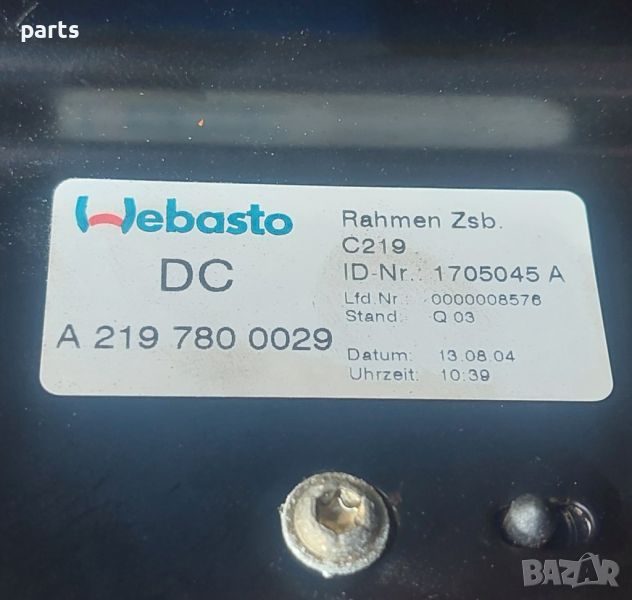 parts
Webasto
DC
A 219 780 0029
Rahmen Zsb.
C219
ID-Nr.: 1705045 A
Lfd.Nr.: 0000008576
Stand: Q 03
Datum: 13.08.04
Uhrzeit: 10:39
BAZAR